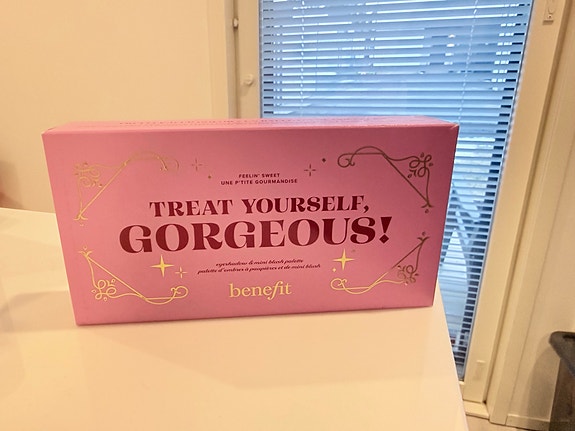 FEELIN' SWEET
UNE P'TITE GOURMANDISE
TREAT YOURSELF,
GORGEOUS!
eyeshadow & mini blush palette
palette d'ombres à paupières et de mini blush
benefit